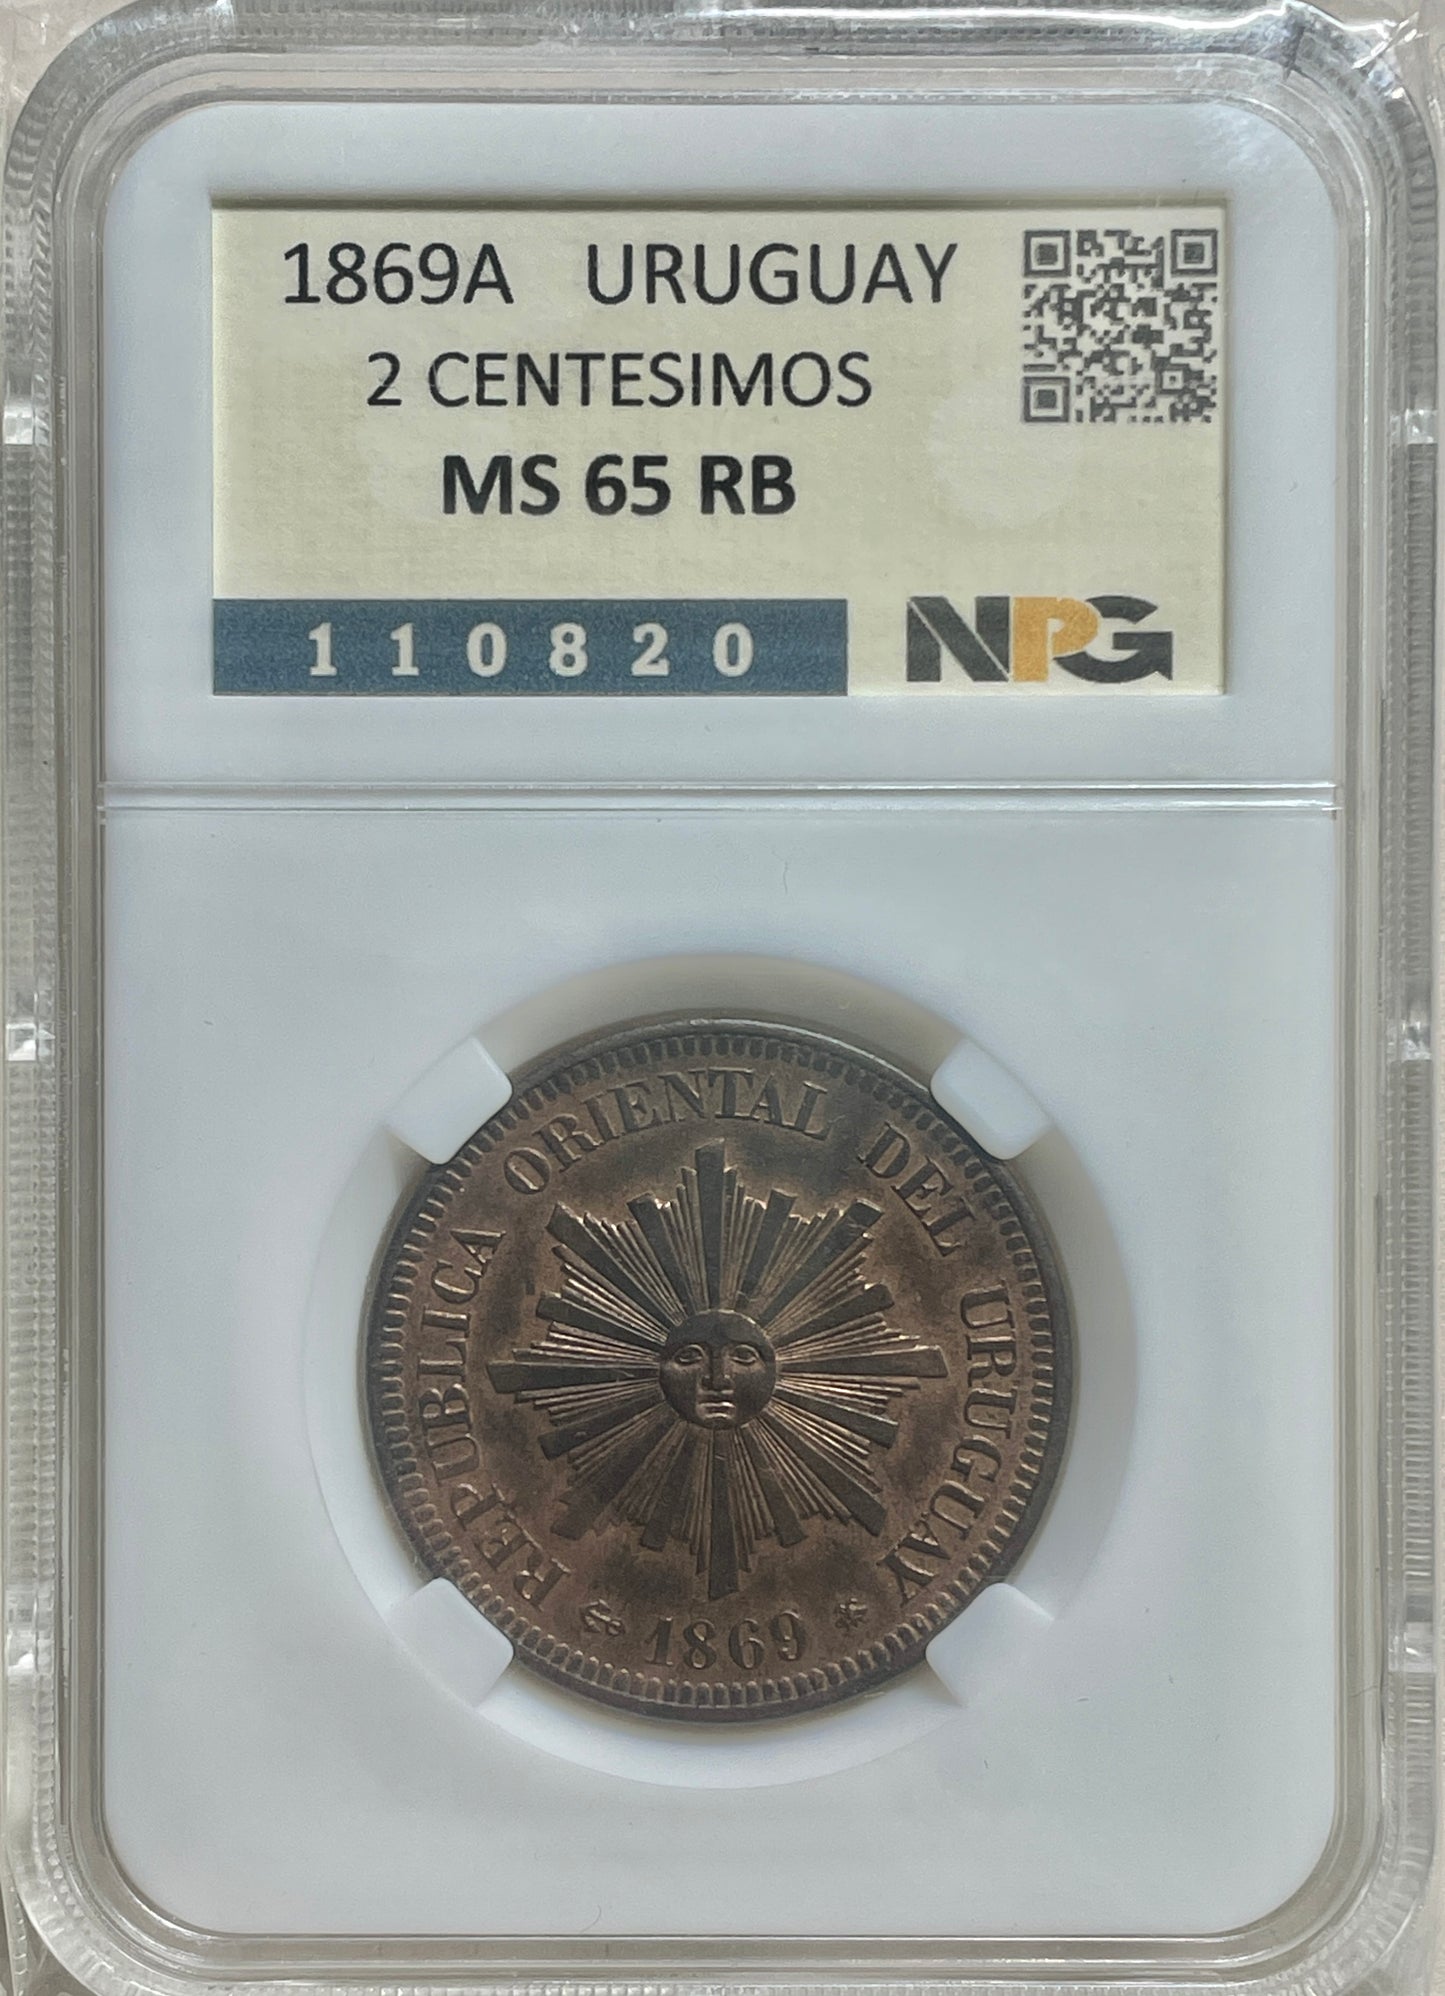 1869A URUGUAY
2 CENTESIMOS
MS 65 RB
110820
NPG
REPUBLICA ORIENTAL DEL URUGUAY
1869